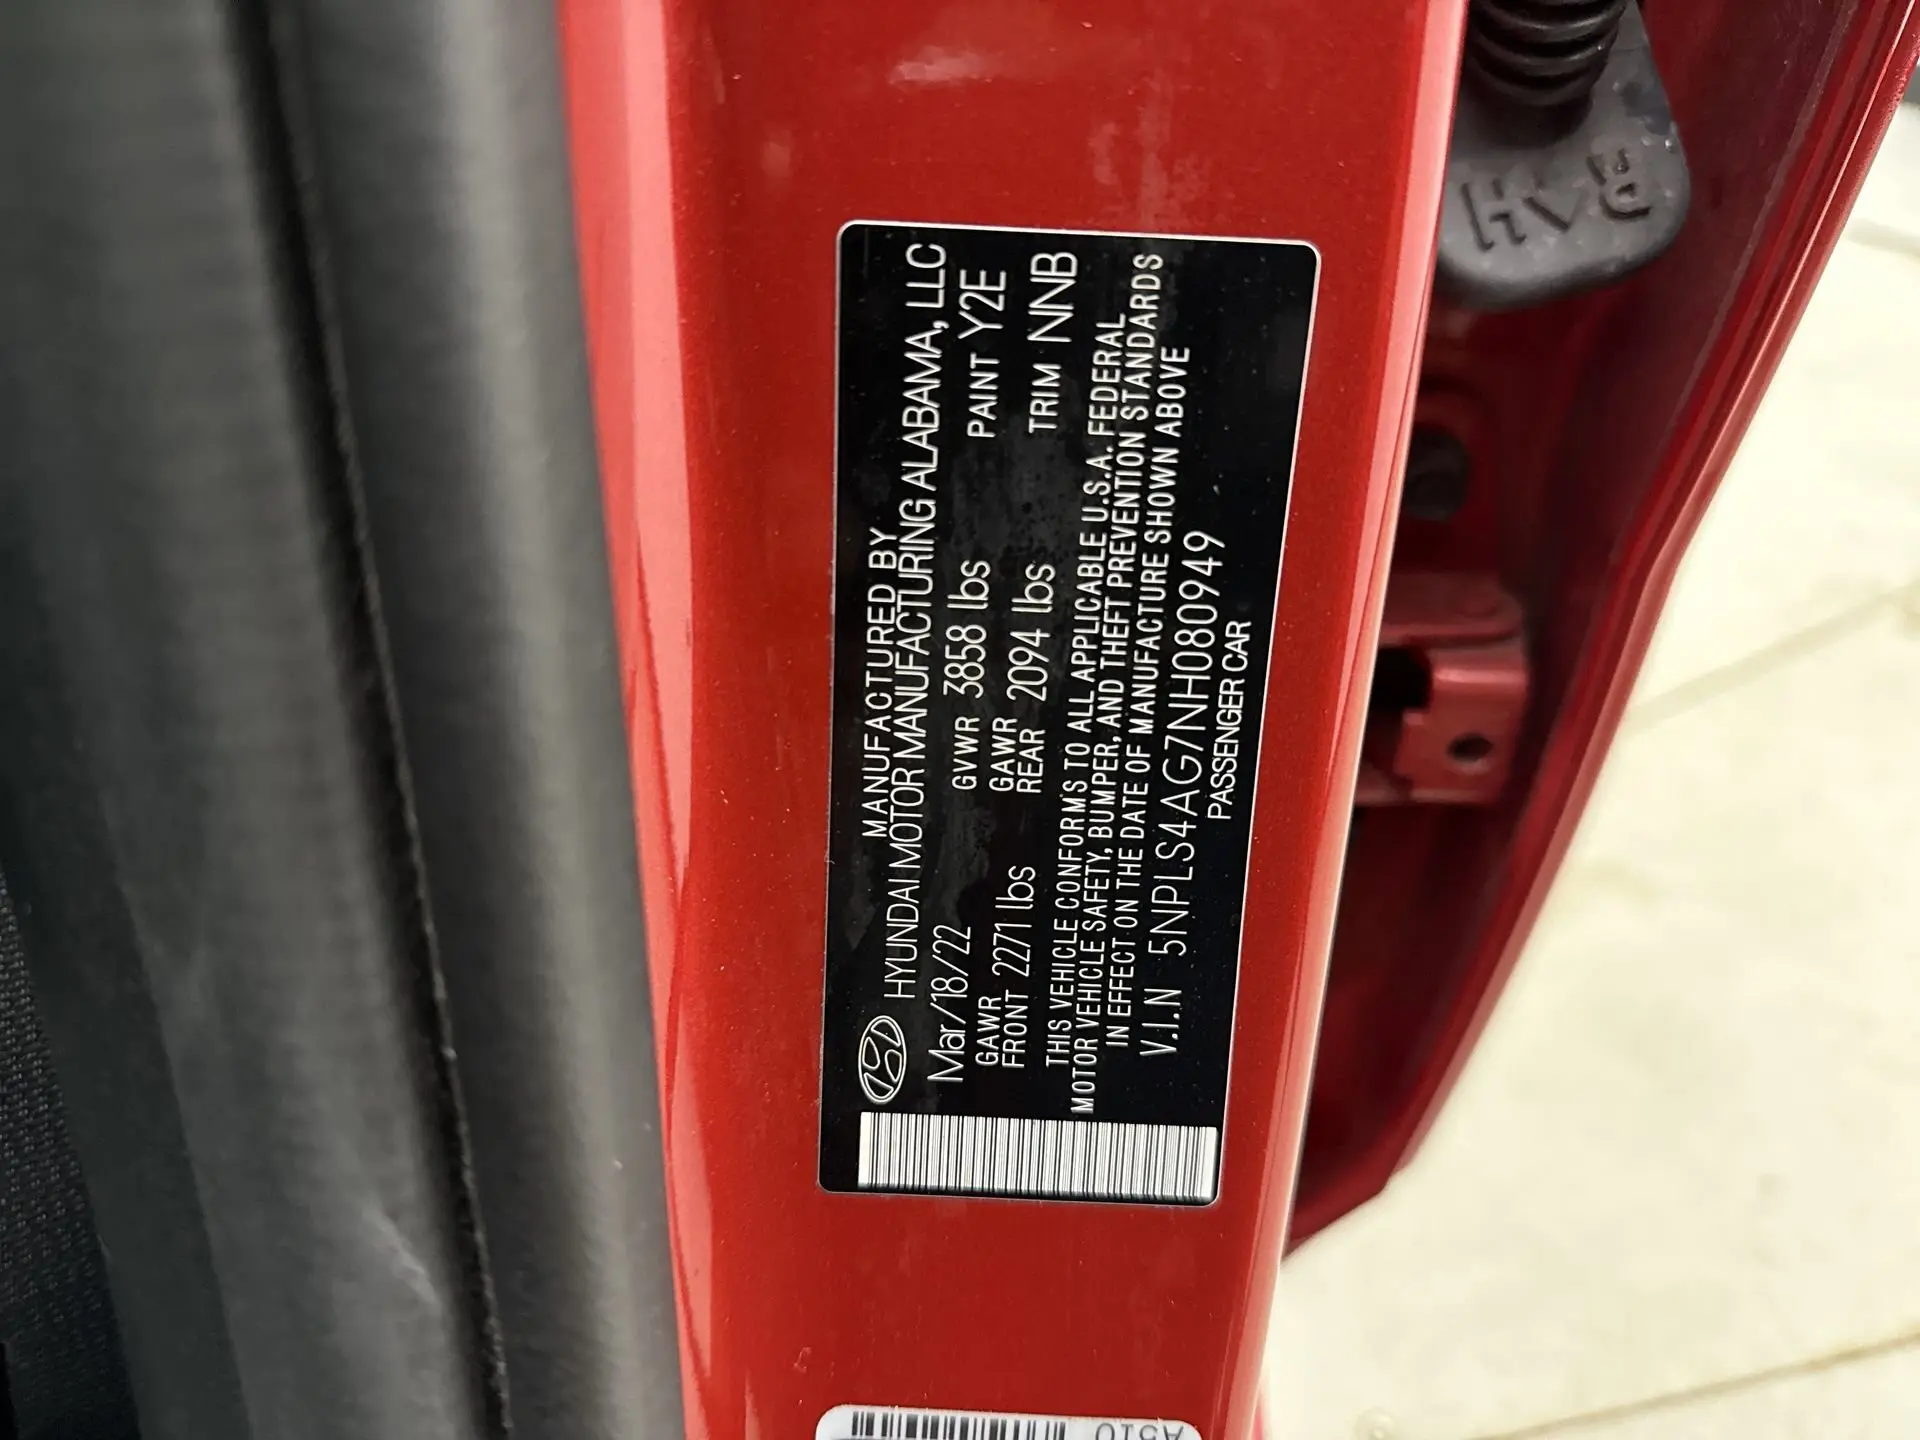 MANUFACTURED BY
HYUNDAI MOTOR MANUFACTURING ALABAMA, LLC
Mar/18/22 GVWR 3858 lbs PAINT Y2E
GAWR FRONT 2271 lbs GAWR REAR 2094 lbs TRIM NNB
THIS VEHICLE CONFORMS TO ALL APPLICABLE U.S.A. FEDERAL
MOTOR VEHICLE SAFETY, BUMPER, AND THEFT PREVENTION STANDARDS
IN EFFECT ON THE DATE OF MANUFACTURE SHOWN ABOVE
V.I.N 5NPLS4AG7NH080949
PASSENGER CAR
A510